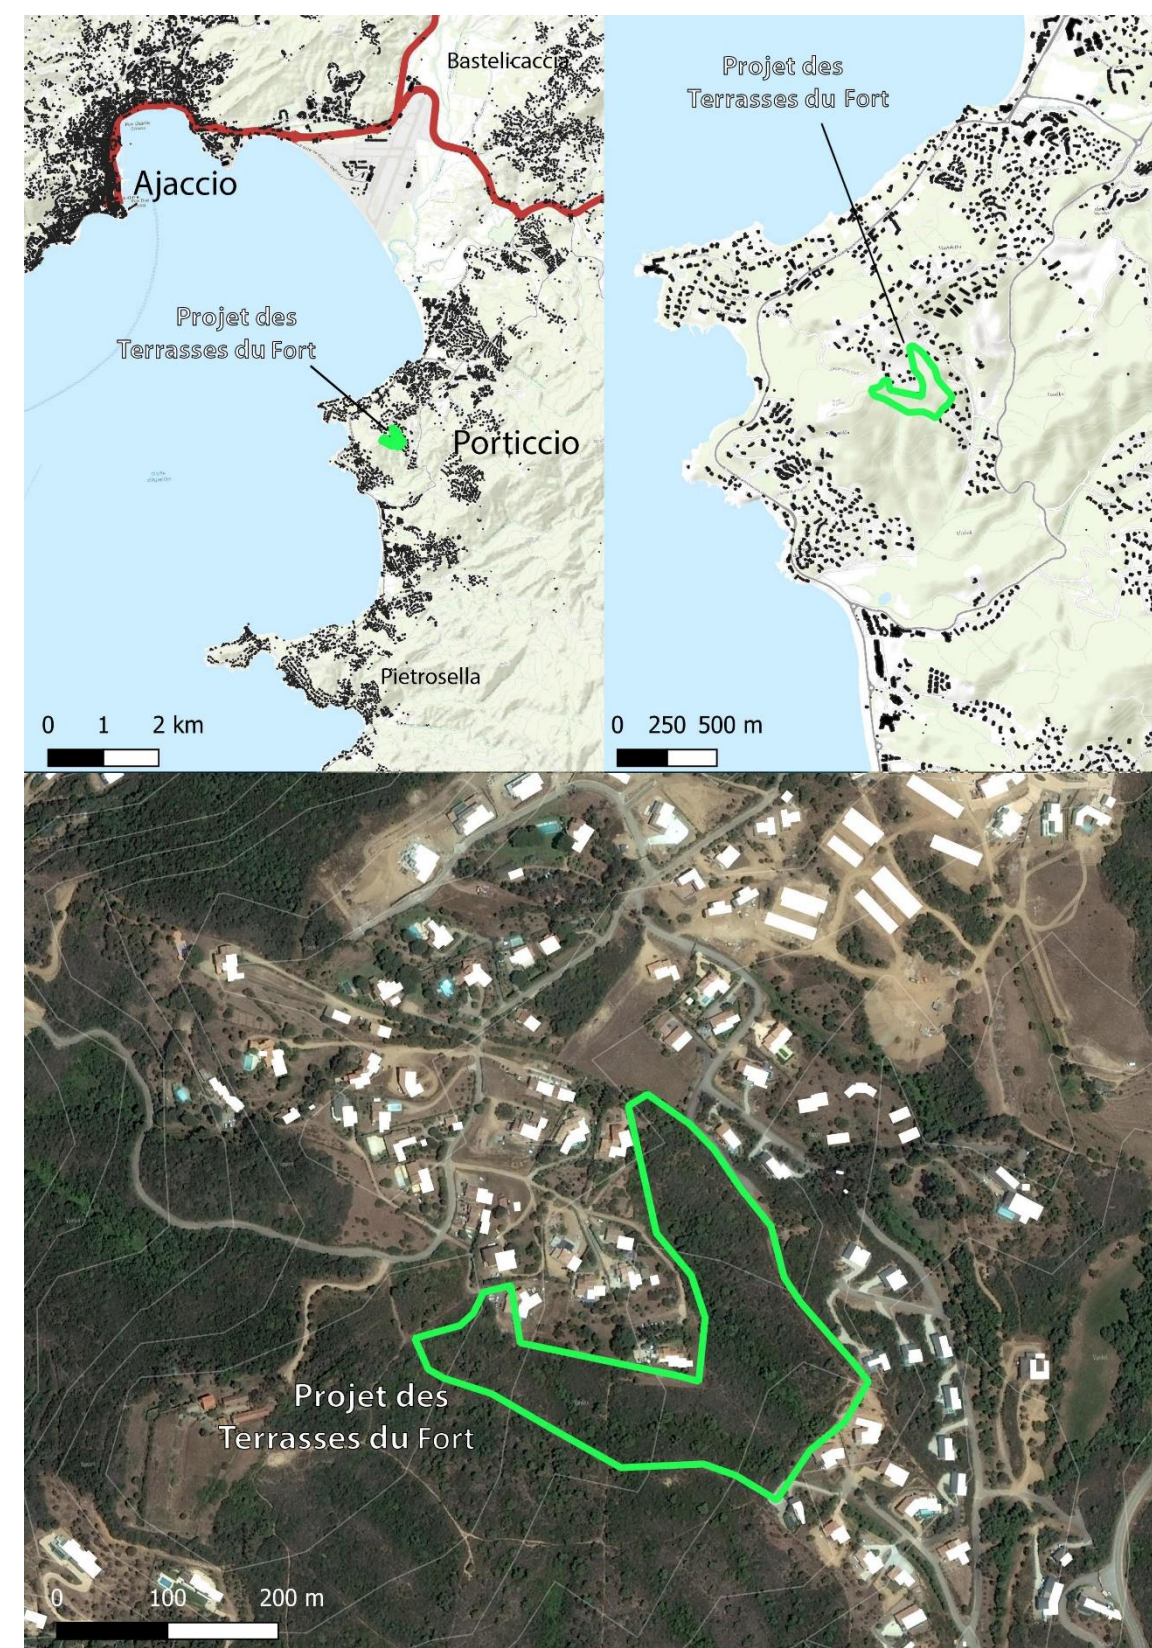 Bastelicaccia
Ajaccio
Projet des
Terrasses du Fort
Porticcio
Pietrosella
0 1 2 km
Projet des
Terrasses du Fort
0 250 500 m
Projet des
Terrasses du Fort
0 100 200 m